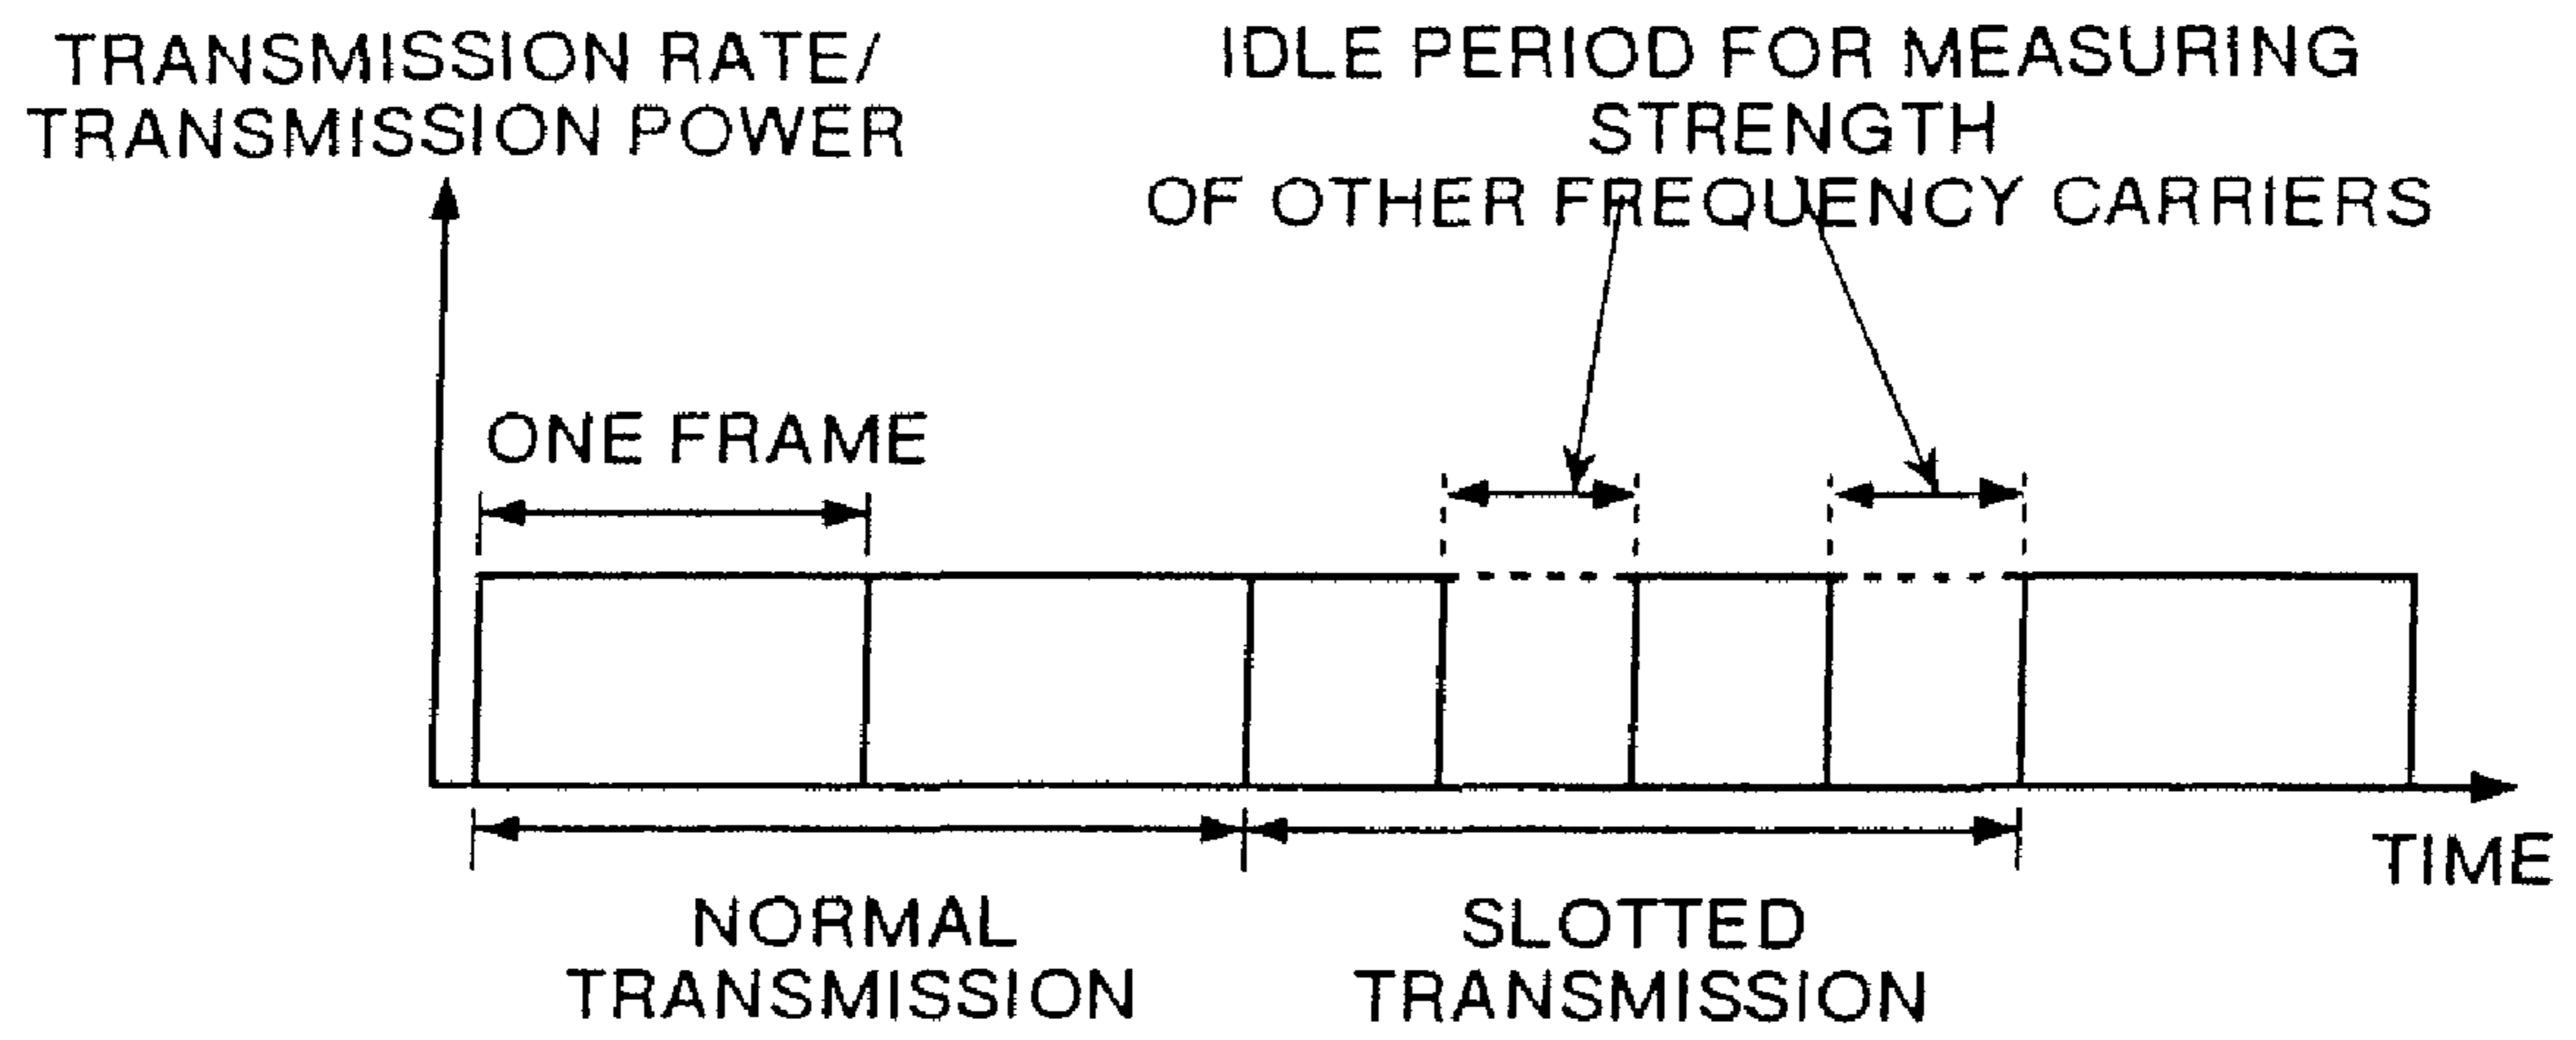 TRANSMISSION RATE/
TRANSMISSION POWER
IDLE PERIOD FOR MEASURING
STRENGTH
OF OTHER FREQUENCY CARRIERS
ONE FRAME
TIME
NORMAL
TRANSMISSION
SLOTTED
TRANSMISSION